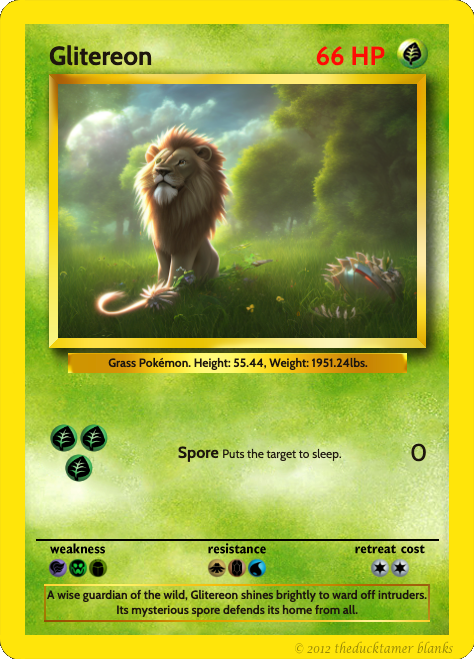 Glitereon 66 HP
Grass Pokémon. Height: 55.44, Weight: 1951.24lbs.
Spore Puts the target to sleep. 0
weakness resistance retreat cost
A wise guardian of the wild, Glitereon shines brightly to ward off intruders.
Its mysterious spore defends its home from all.
© 2012 theducktamer blanks